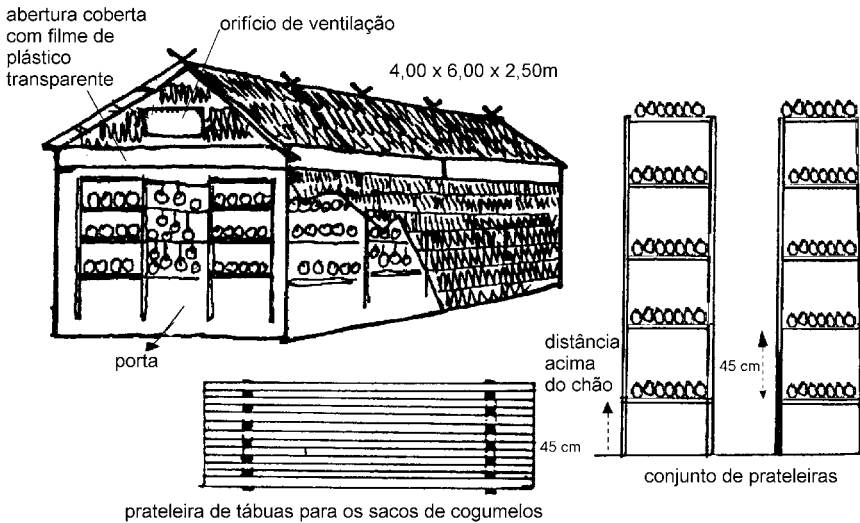 abertura coberta
com filme de
plástico
transparente
orifício de ventilação
4,00 x 6,00 x 2,50m
porta
distância
acima
do chão
45 cm
45 cm
conjunto de prateleiras
prateleira de tábuas para os sacos de cogumelos